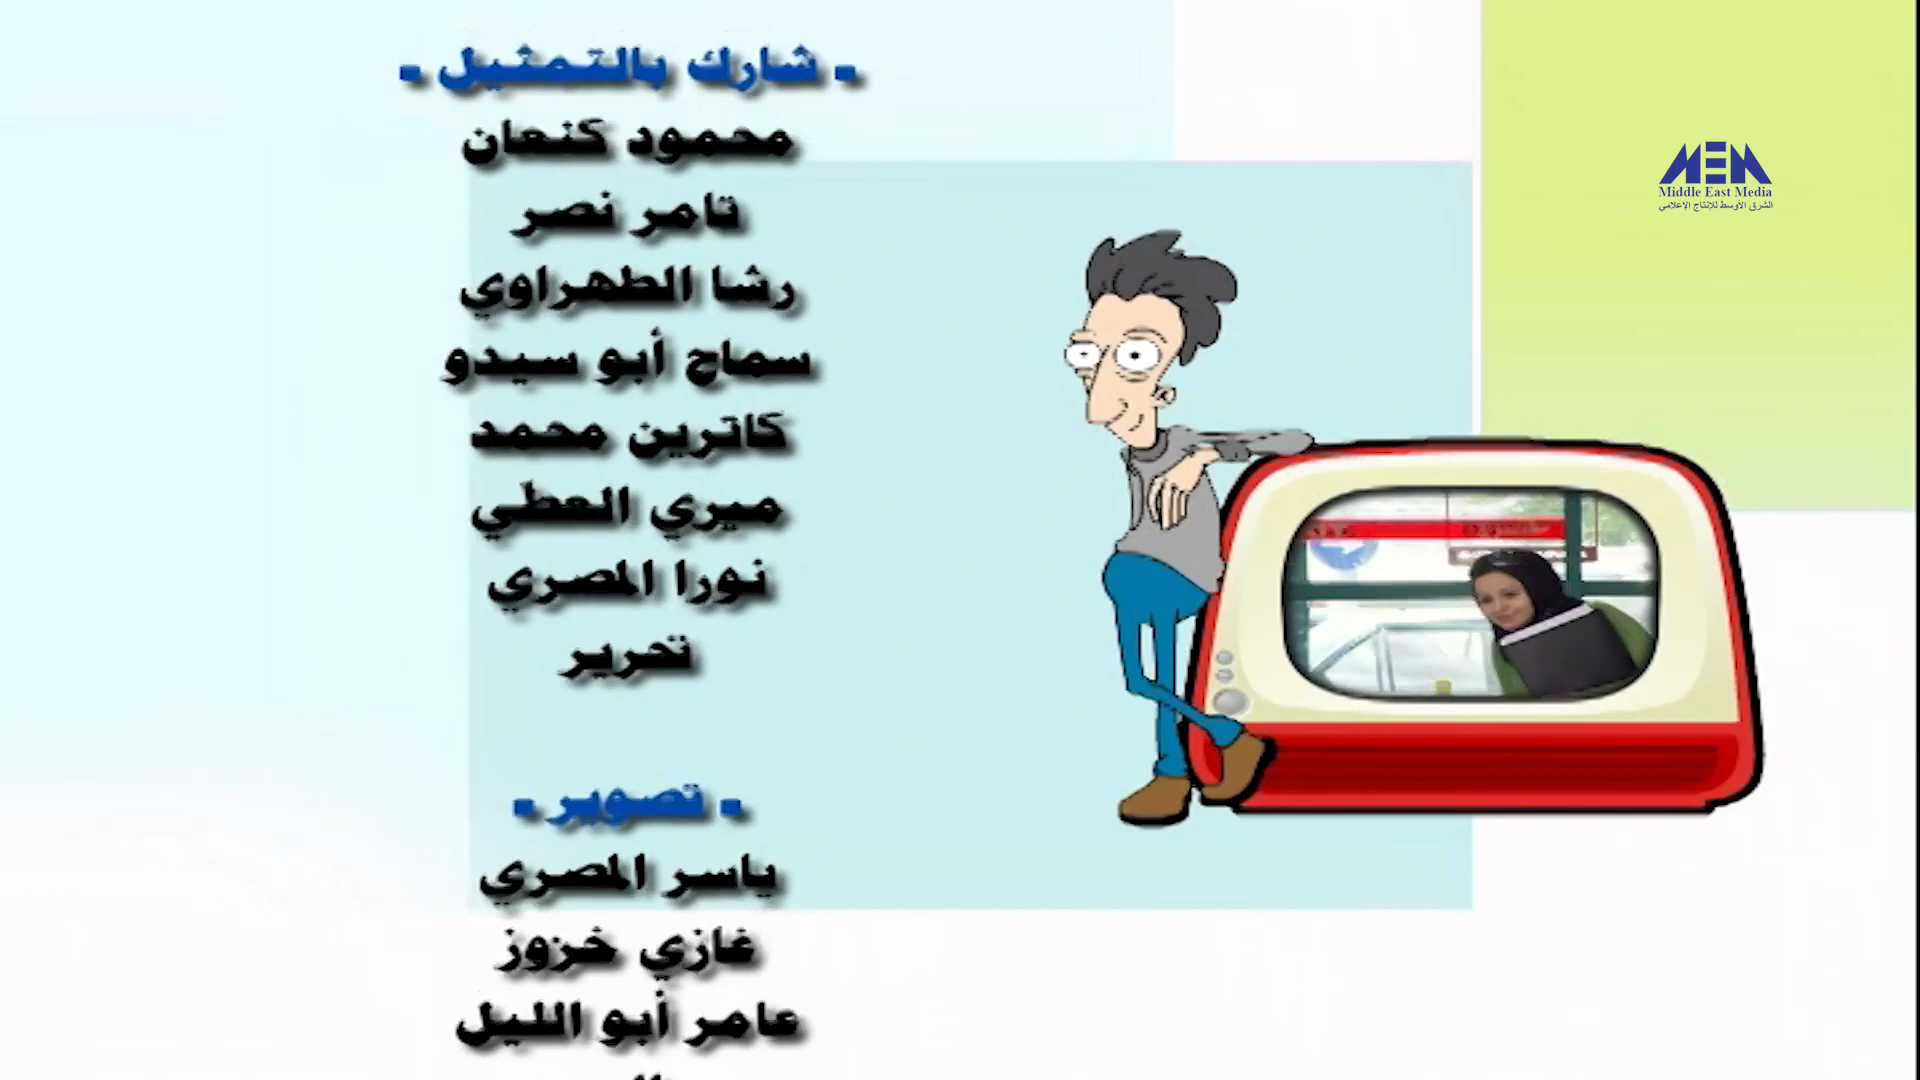 - شارك بالتمثيل -
محمود كنعان
تامر نصر
رشا الطهراوي
سماح أبو سيدو
كاترين محمد
ميري العطي
نورا المصري
تحرير
- تصوير -
ياسر المصري
غازي خزوز
عامر أبو الليل
MEM
Middle East Media
الشرق الأوسط للإنتاج الإعلامي